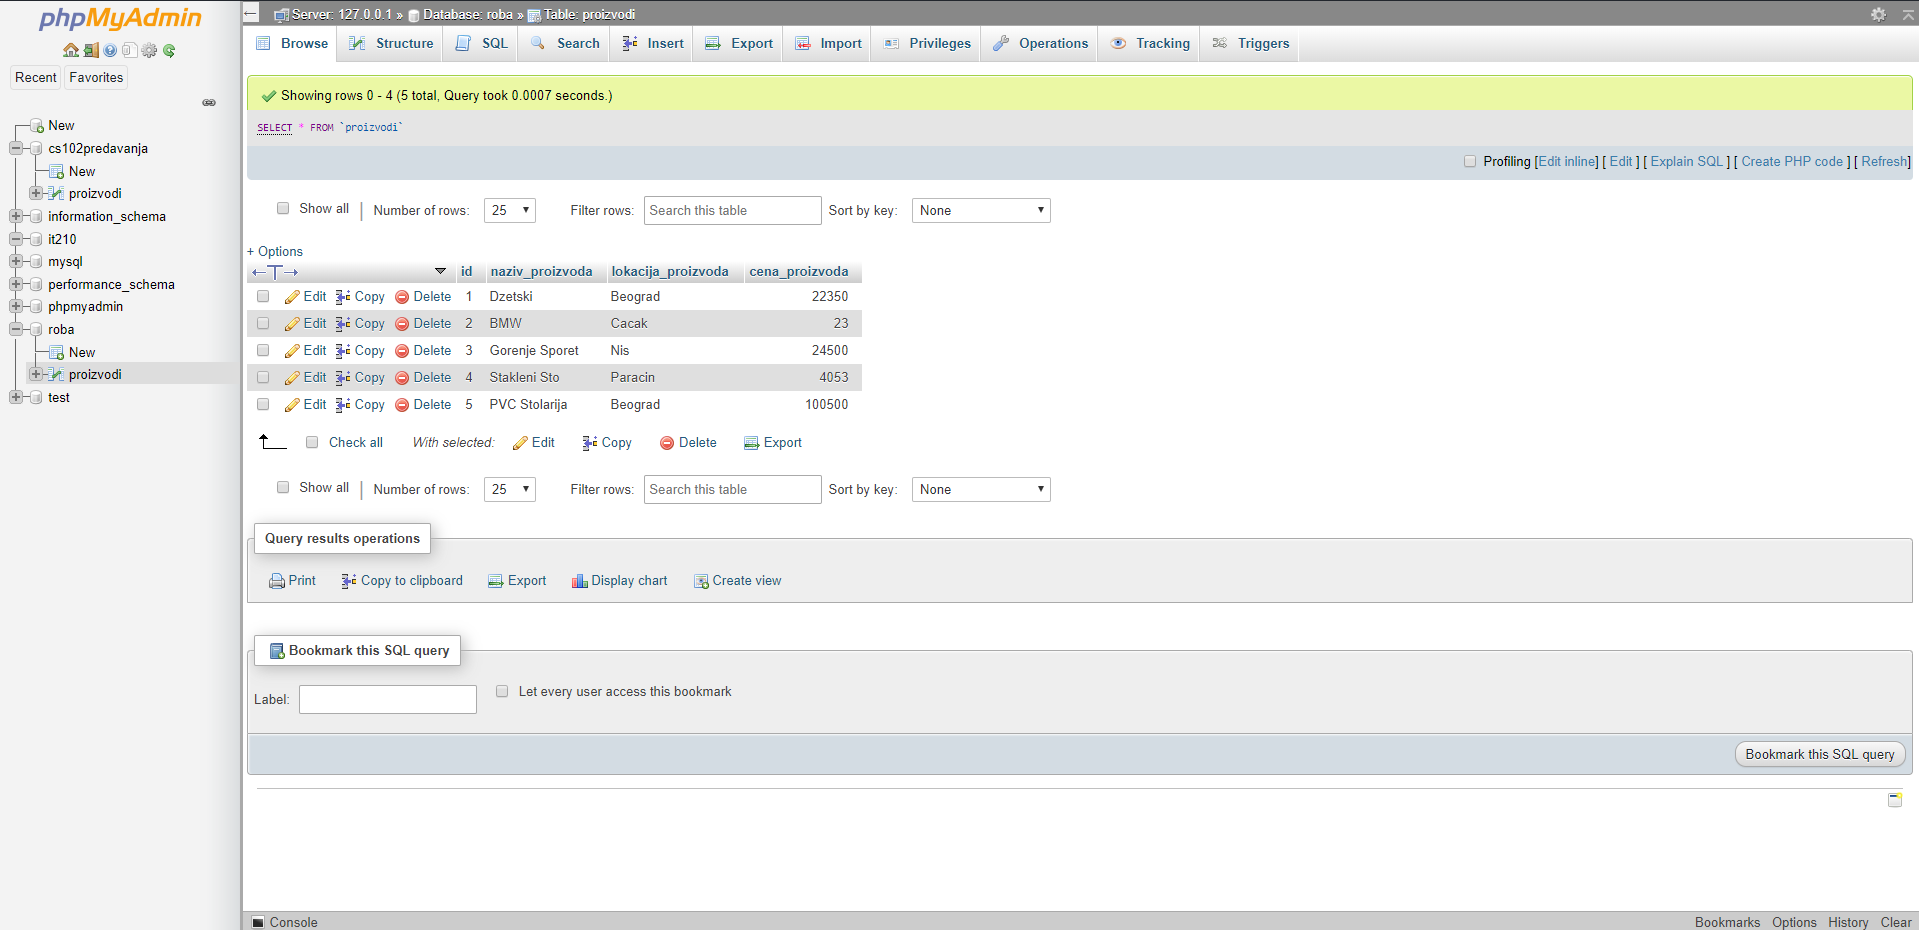 phpMyAdmin
Recent Favorites
New
cs102predavanja
New
proizvodi
information_schema
it210
mysql
performance_schema
phpmyadmin
roba
New
proizvodi
test
Server: 127.0.0.1 » Database: roba » Table: proizvodi
Browse Structure SQL Search Insert Export Import Privileges Operations Tracking Triggers
Showing rows 0 - 4 (5 total, Query took 0.0007 seconds.)
SELECT * FROM `proizvodi`
Profiling [Edit inline] [ Edit ] [ Explain SQL ] [ Create PHP code ] [ Refresh]
Show all | Number of rows: 25 Filter rows: Search this table Sort by key: None
+ Options
←T→ id naziv_proizvoda lokacija_proizvoda cena_proizvoda
Edit Copy Delete 1 Dzetski Beograd 22350
Edit Copy Delete 2 BMW Cacak 23
Edit Copy Delete 3 Gorenje Sporet Nis 24500
Edit Copy Delete 4 Stakleni Sto Paracin 4053
Edit Copy Delete 5 PVC Stolarija Beograd 100500
Check all With selected: Edit Copy Delete Export
Show all | Number of rows: 25 Filter rows: Search this table Sort by key: None
Query results operations
Print Copy to clipboard Export Display chart Create view
Bookmark this SQL query
Label: Let every user access this bookmark
Bookmark this SQL query
Console Bookmarks Options History Clear